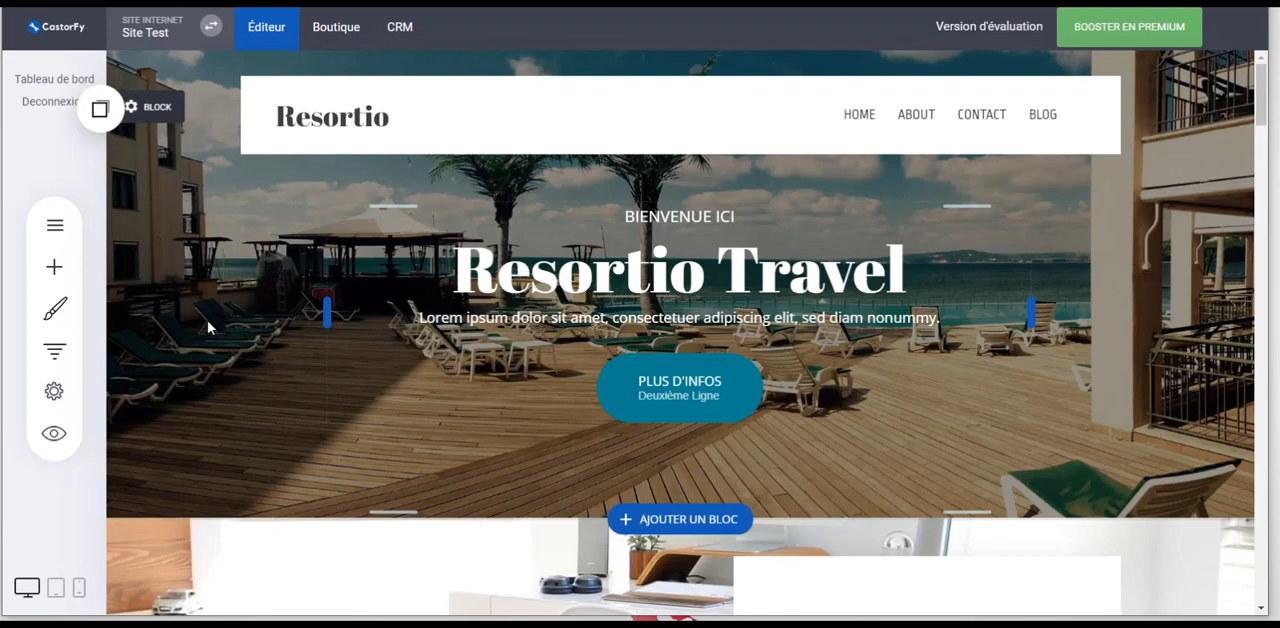 CastorFy
SITE INTERNET
Site Test
Éditeur
Boutique
CRM
Version d'évaluation
BOOSTER EN PREMIUM
Tableau de bord
Deconnexio
BLOCK
Resortio
HOME
ABOUT
CONTACT
BLOG
BIENVENUE ICI
Resortio Travel
Lorem ipsum dolor sit amet, consectetuer adipiscing elit, sed diam nonummy.
PLUS D'INFOS
Deuxième Ligne
AJOUTER UN BLOC